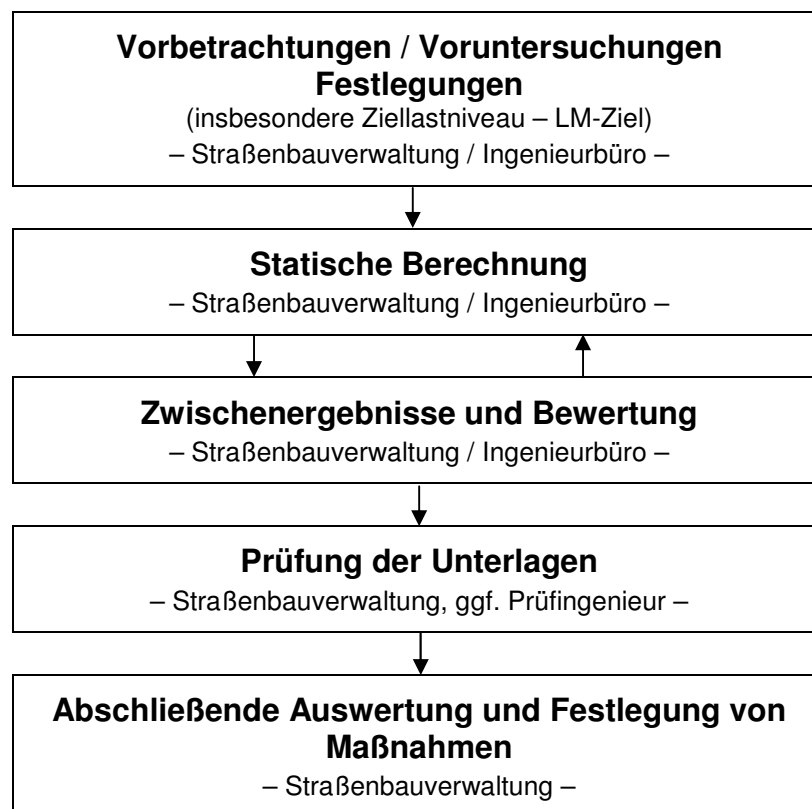 Vorbetrachtungen / Voruntersuchungen
Festlegungen
(insbesondere Ziellastniveau – LM-Ziel)
– Straßenbauverwaltung / Ingenieurbüro –
Statische Berechnung
– Straßenbauverwaltung / Ingenieurbüro –
Zwischenergebnisse und Bewertung
– Straßenbauverwaltung / Ingenieurbüro –
Prüfung der Unterlagen
– Straßenbauverwaltung, ggf. Prüfingenieur –
Abschließende Auswertung und Festlegung von
Maßnahmen
– Straßenbauverwaltung –